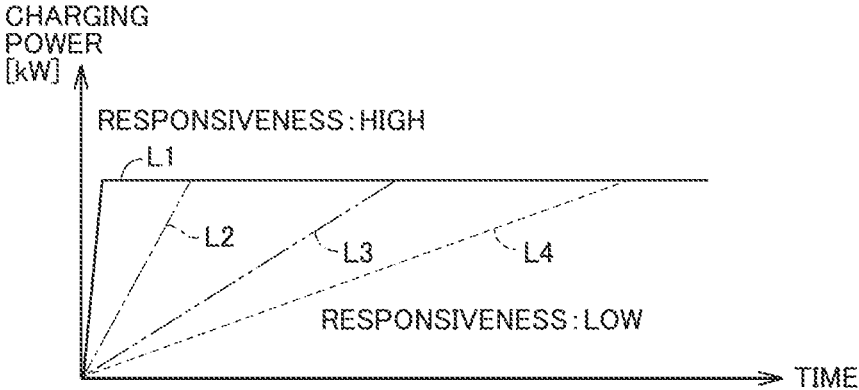 CHARGING
POWER
[kW]
RESPONSIVENESS:HIGH
L1
L2
L3
L4
RESPONSIVENESS:LOW
TIME